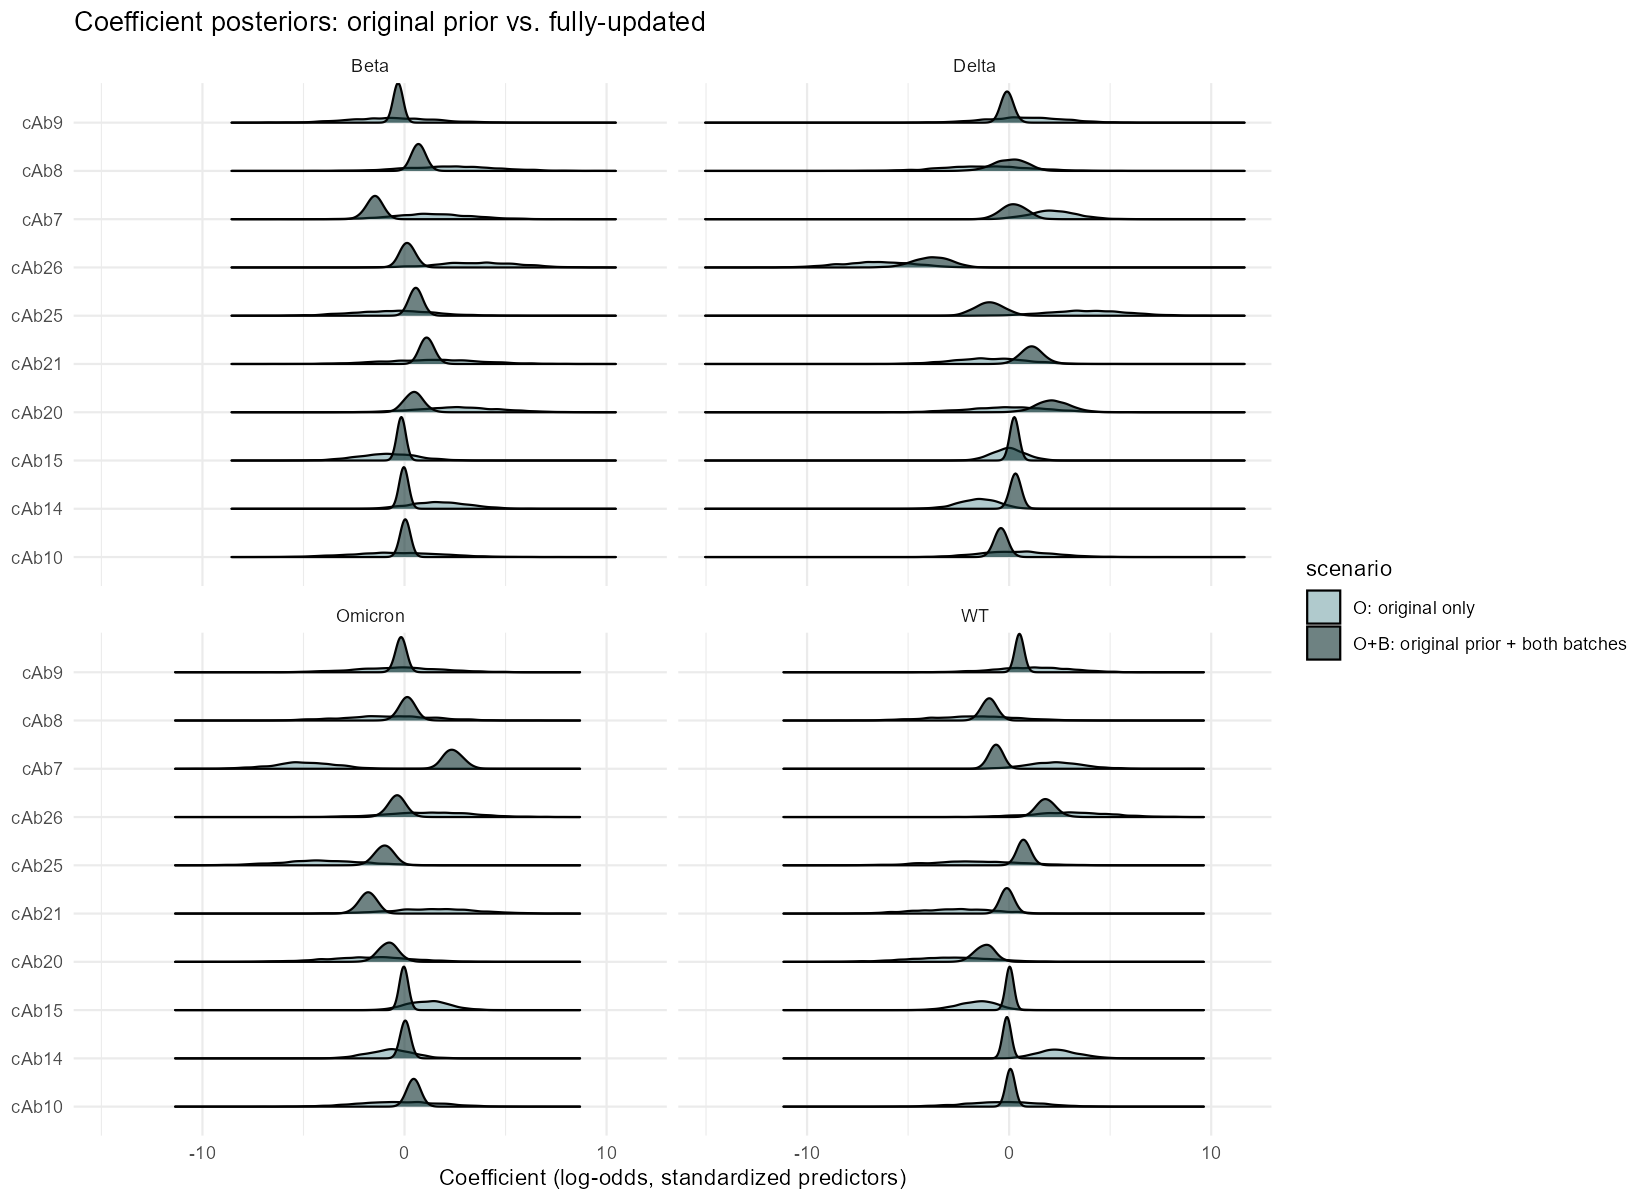 Coefficient posteriors: original prior vs. fully-updated
Beta
Delta
cAb9
cAb8
cAb7
cAb26
cAb25
cAb21
cAb20
cAb15
cAb14
cAb10
Omicron
WT
cAb9
cAb8
cAb7
cAb26
cAb25
cAb21
cAb20
cAb15
cAb14
cAb10
-10 0 10
-10 0 10
Coefficient (log-odds, standardized predictors)
scenario
O: original only
O+B: original prior + both batches